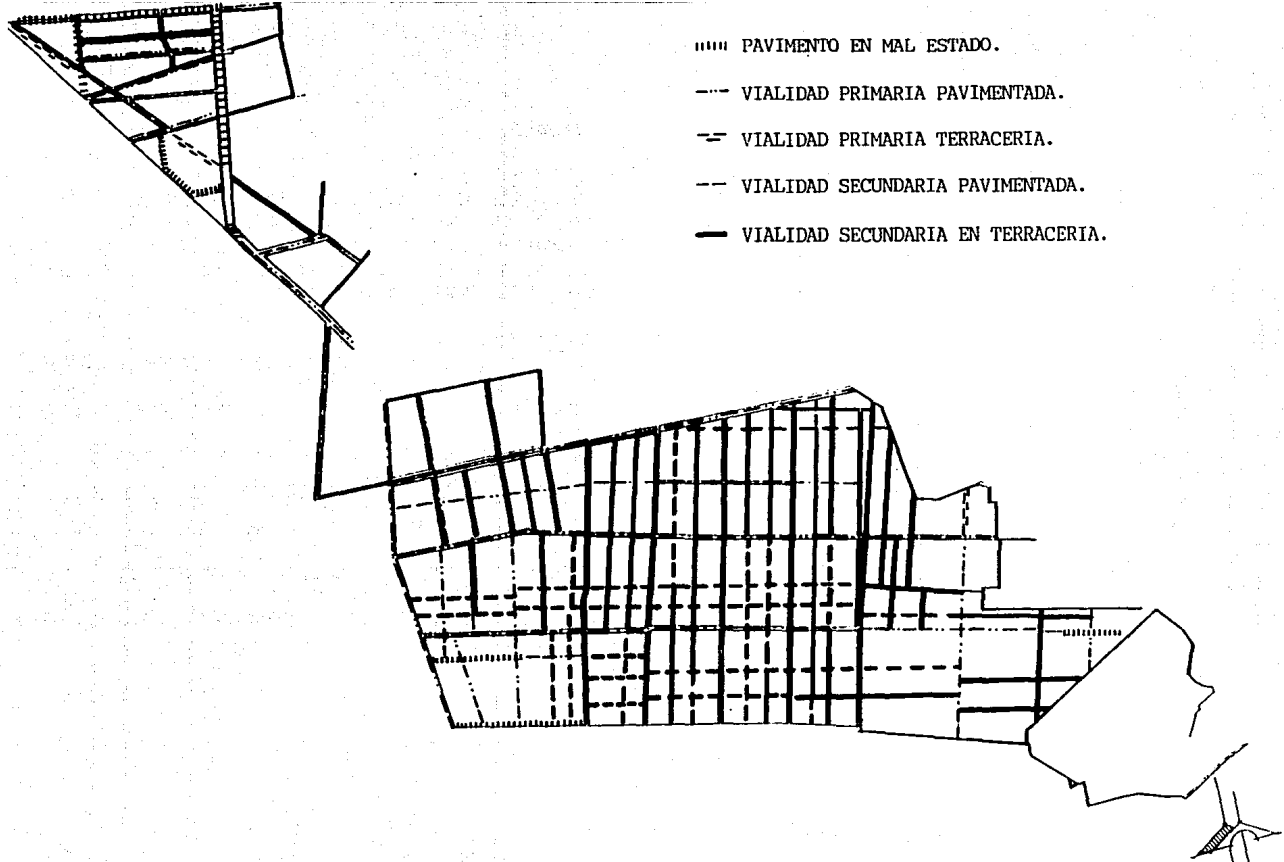 PAVIMENTO EN MAL ESTADO.
VIALIDAD PRIMARIA PAVIMENTADA.
VIALIDAD PRIMARIA TERRACERIA.
VIALIDAD SECUNDARIA PAVIMENTADA.
VIALIDAD SECUNDARIA EN TERRACERIA.